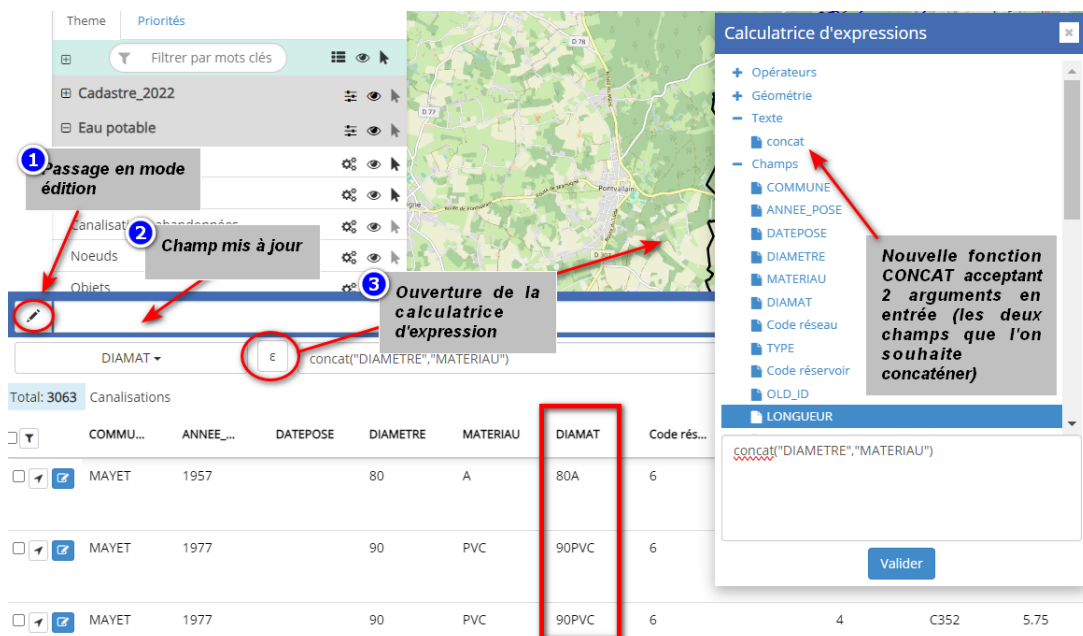 Theme Priorités
Filtrer par mots clés
Cadastre_2022
Eau potable
1
Passage en mode
édition
2
Champ mis à jour
Noeuds
Objets
3
Ouverture de la
calculatrice
d'expression
DIAMAT
ε
concat("DIAMETRE","MATERIAU")
Total: 3063 Canalisations
COMMU... ANNEE_... DATEPOSE DIAMETRE MATERIAU DIAMAT Code rés...
MAYET 1957 80 A 80A 6
MAYET 1977 90 PVC 90PVC 6
MAYET 1977 90 PVC 90PVC 6 4 C352 5.75
D 78
D 77
Pontvallain
Calculatrice d'expressions
×
Opérateurs
Géométrie
Texte
concat
Champs
COMMUNE
ANNEE_POSE
DATEPOSE
DIAMETRE
MATERIAU
DIAMAT
Code réseau
TYPE
Code réservoir
OLD_ID
LONGUEUR
Nouvelle fonction
CONCAT acceptant
2 arguments en
entrée (les deux
champs que l'on
souhaite
concaténer)
concat("DIAMETRE","MATERIAU")
Valider